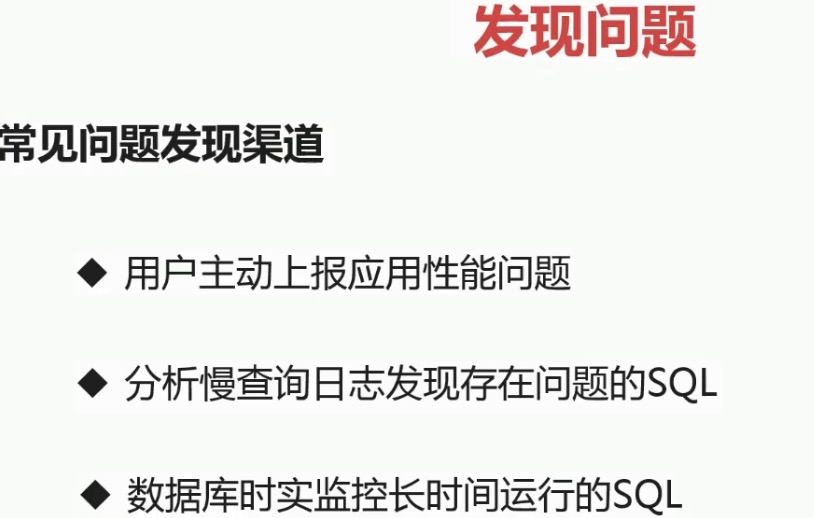 发现问题
常见问题发现渠道
◆ 用户主动上报应用性能问题
◆ 分析慢查询日志发现存在问题的SQL
◆ 数据库时实监控长时间运行的SQL